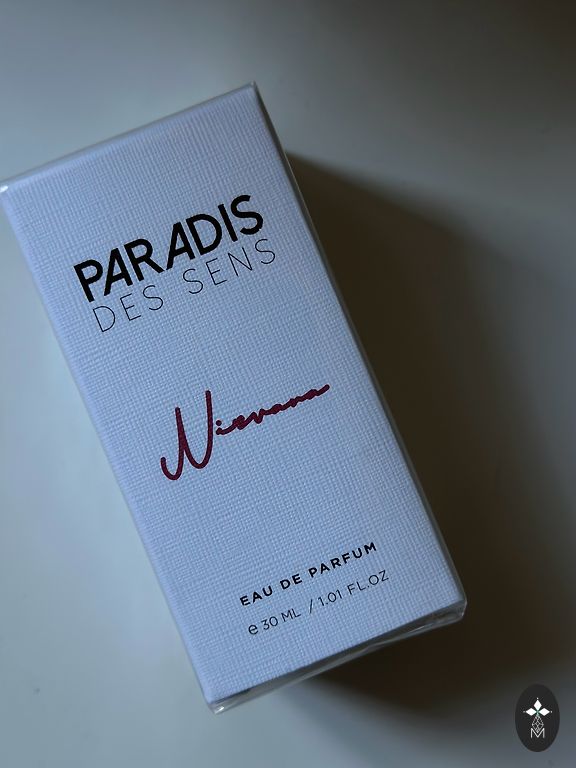 PARADIS
DES SENS
Nirvana
EAU DE PARFUM
e 30 ML / 1.01 FL.OZ
M